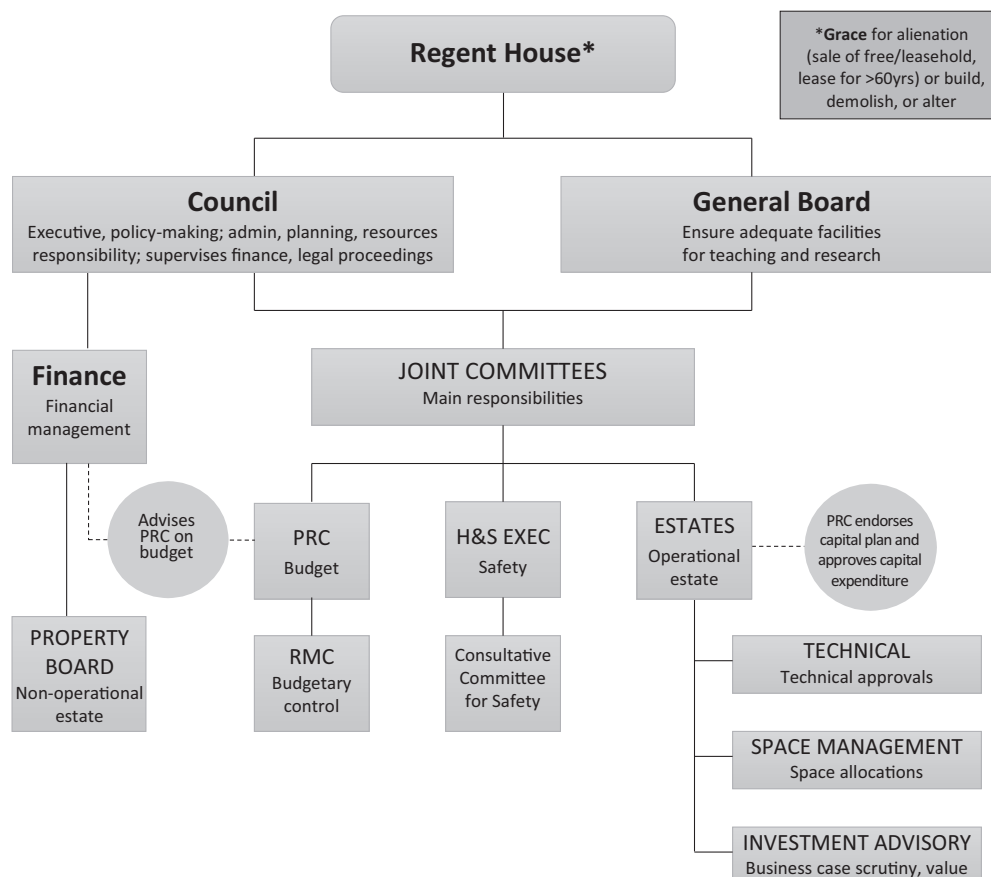 Regent House*
*Grace for alienation
(sale of free/leasehold,
lease for >60yrs) or build,
demolish, or alter
Council
Executive, policy-making; admin, planning, resources
responsibility; supervises finance, legal proceedings
General Board
Ensure adequate facilities
for teaching and research
Finance
Financial
management
JOINT COMMITTEES
Main responsibilities
Advises
PRC on
budget
PRC
Budget
H&S EXEC
Safety
ESTATES
Operational
estate
PRC endorses
capital plan and
approves capital
expenditure
PROPERTY
BOARD
Non-operational
estate
RMC
Budgetary
control
Consultative
Committee
for Safety
TECHNICAL
Technical approvals
SPACE MANAGEMENT
Space allocations
INVESTMENT ADVISORY
Business case scrutiny, value